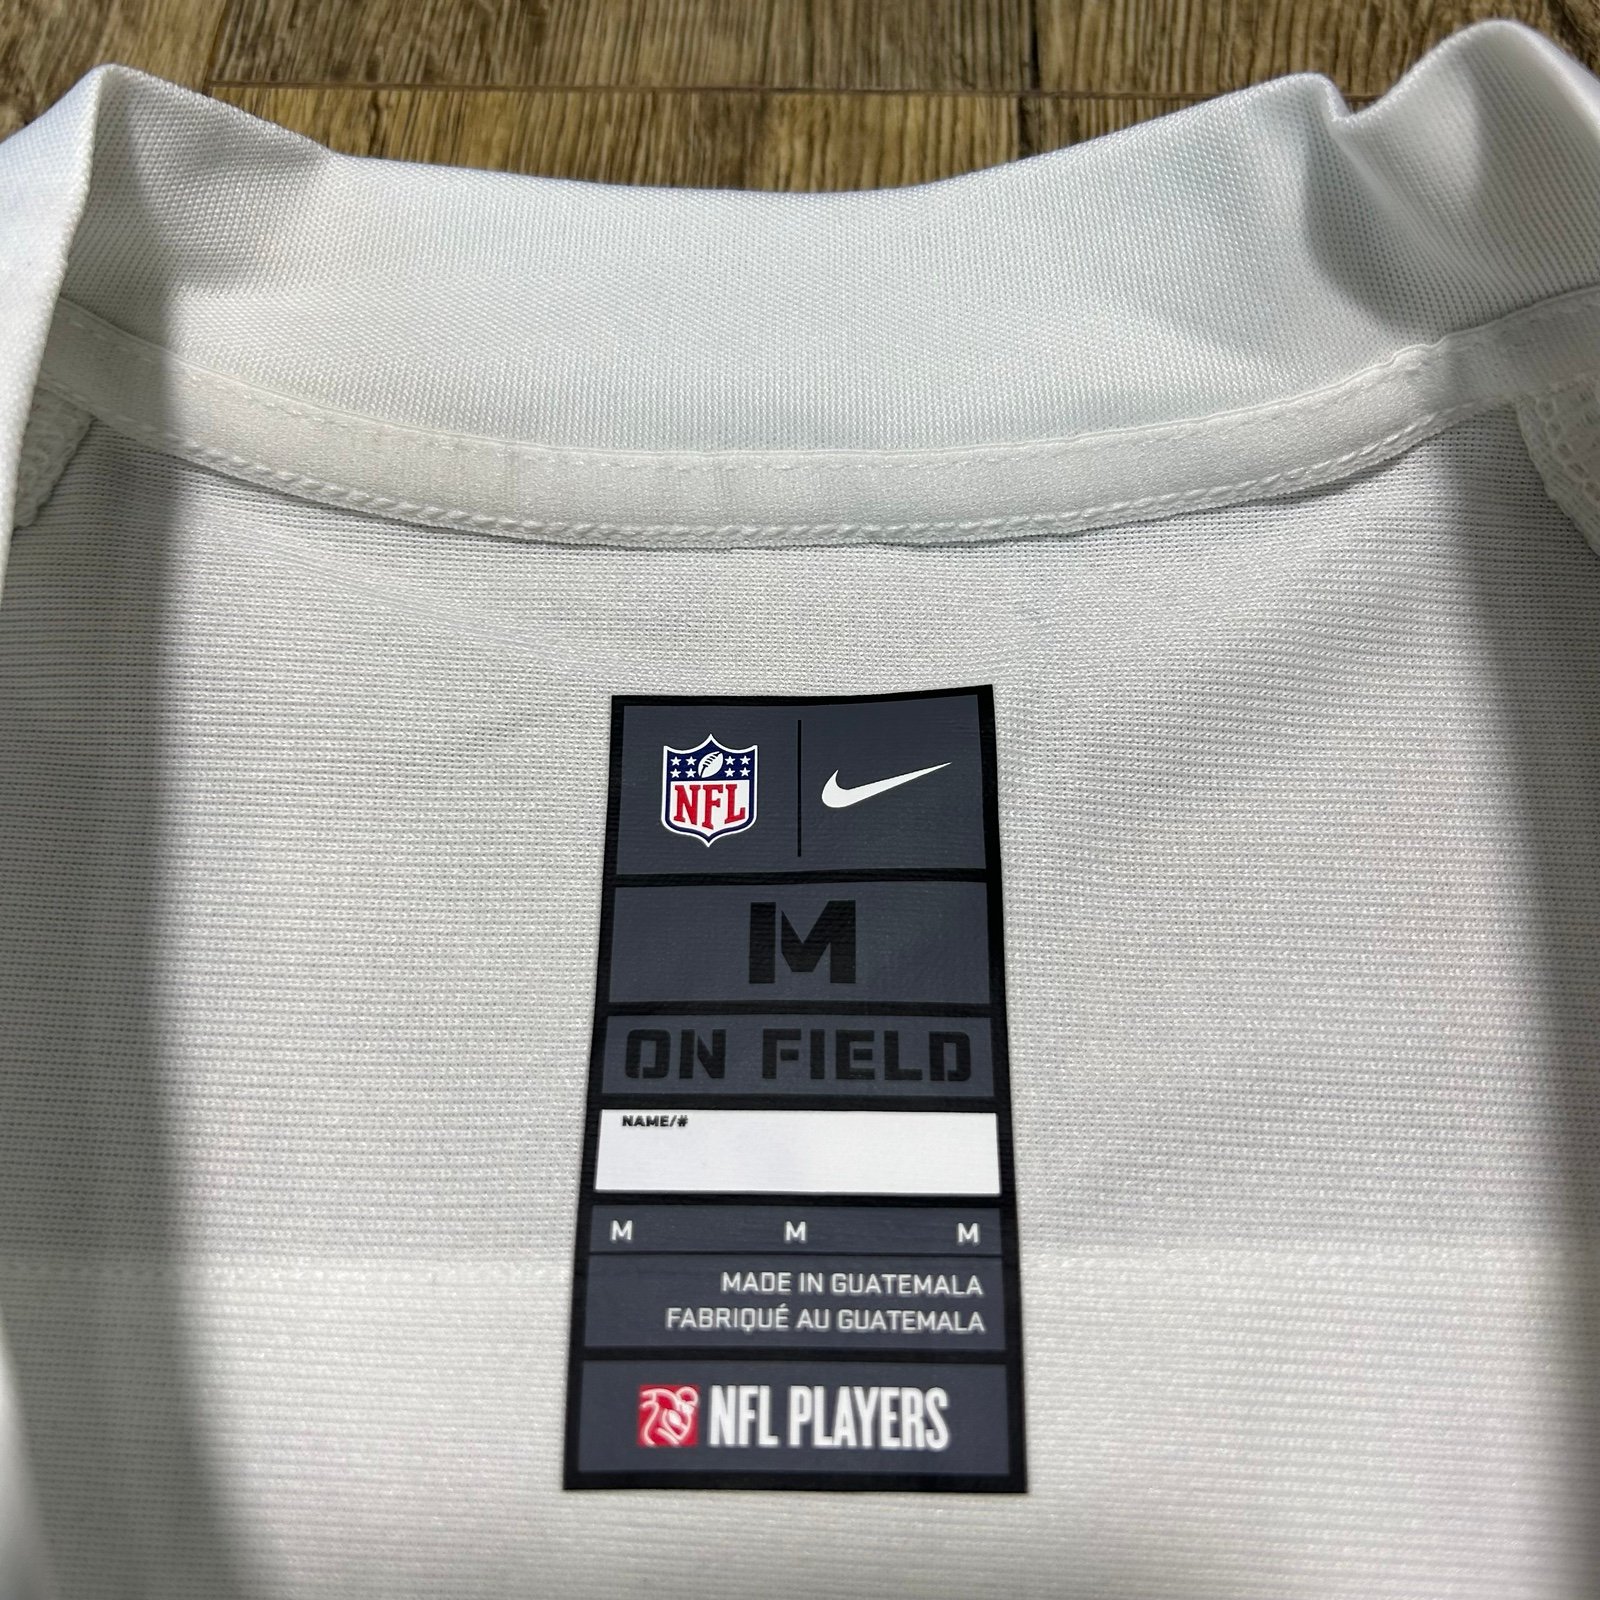 NFL
M
ON FIELD
NAME/#
M M M
MADE IN GUATEMALA
FABRIQUÉ AU GUATEMALA
NFL PLAYERS